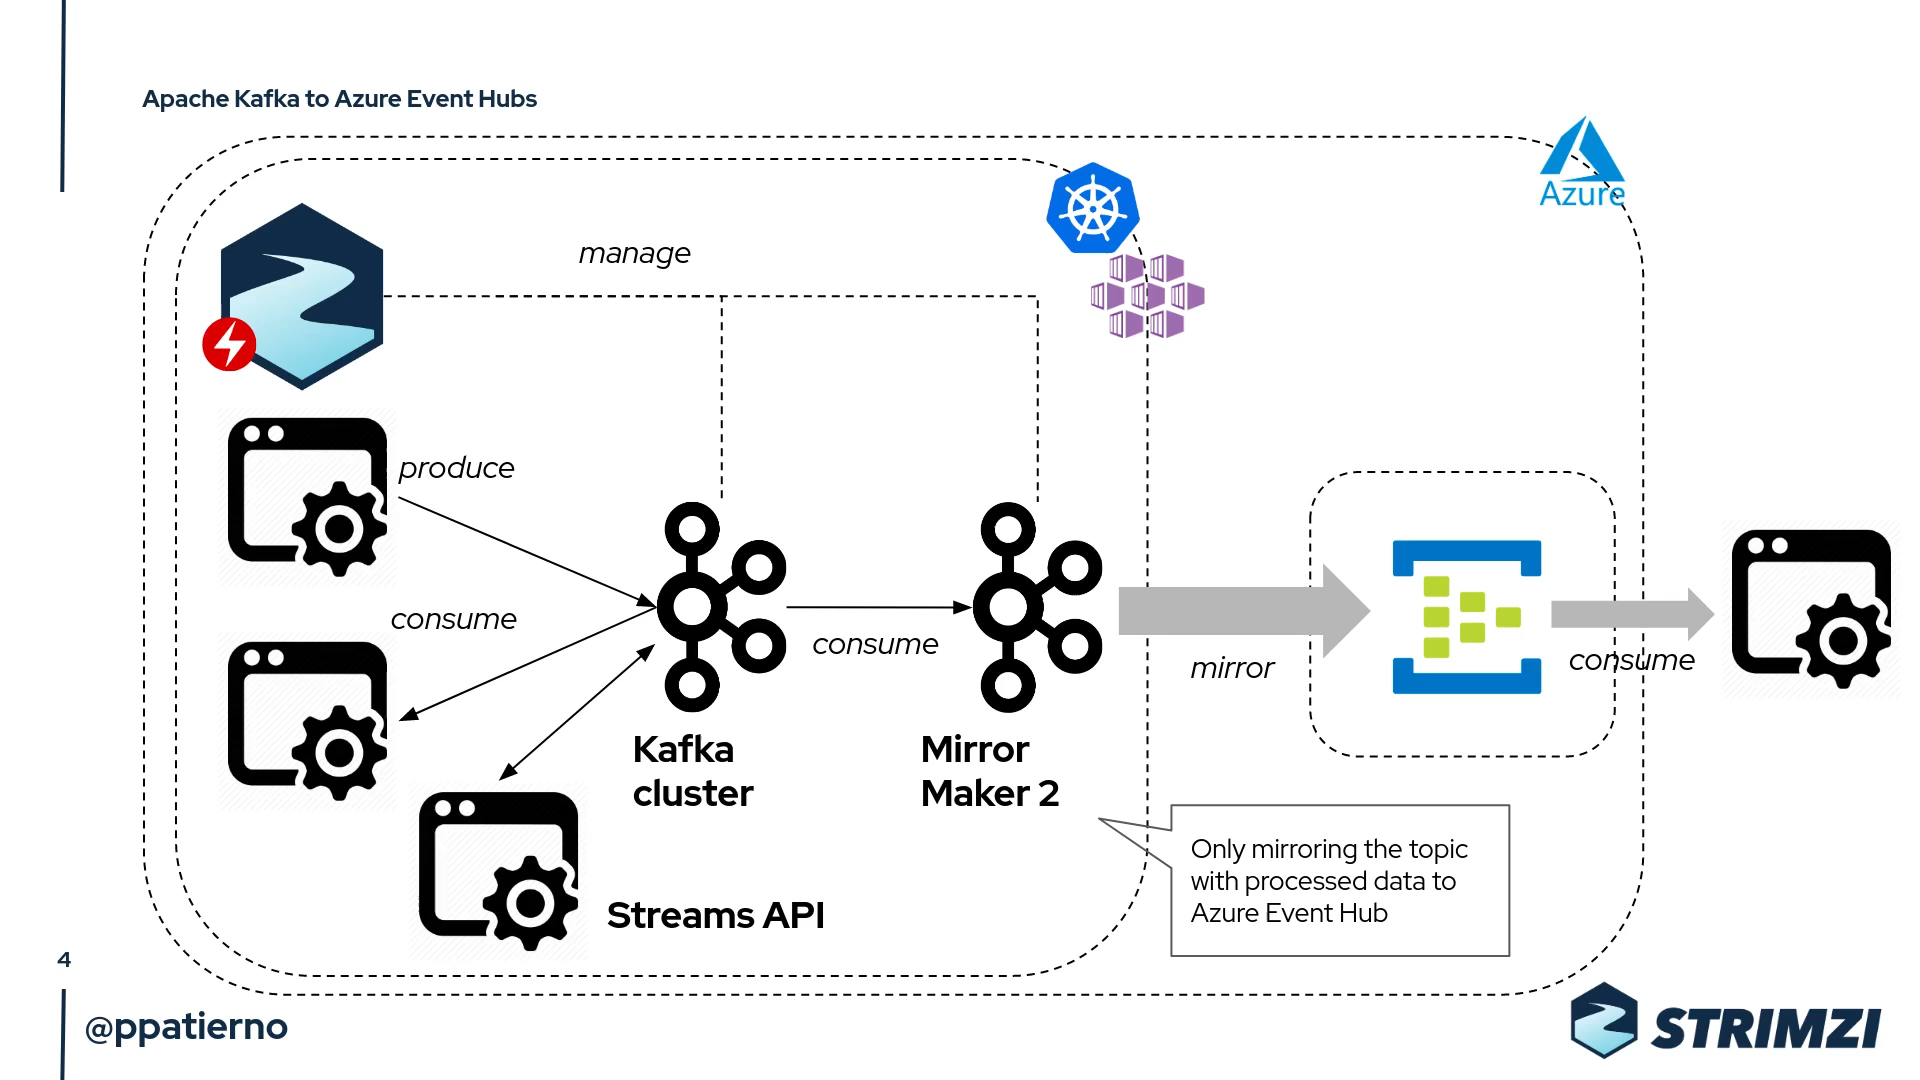 Apache Kafka to Azure Event Hubs
Azure
manage
produce
consume
consume
mirror
consume
Kafka
cluster
Mirror
Maker 2
Only mirroring the topic
with processed data to
Azure Event Hub
Streams API
4
@ppatierno
STRIMZI